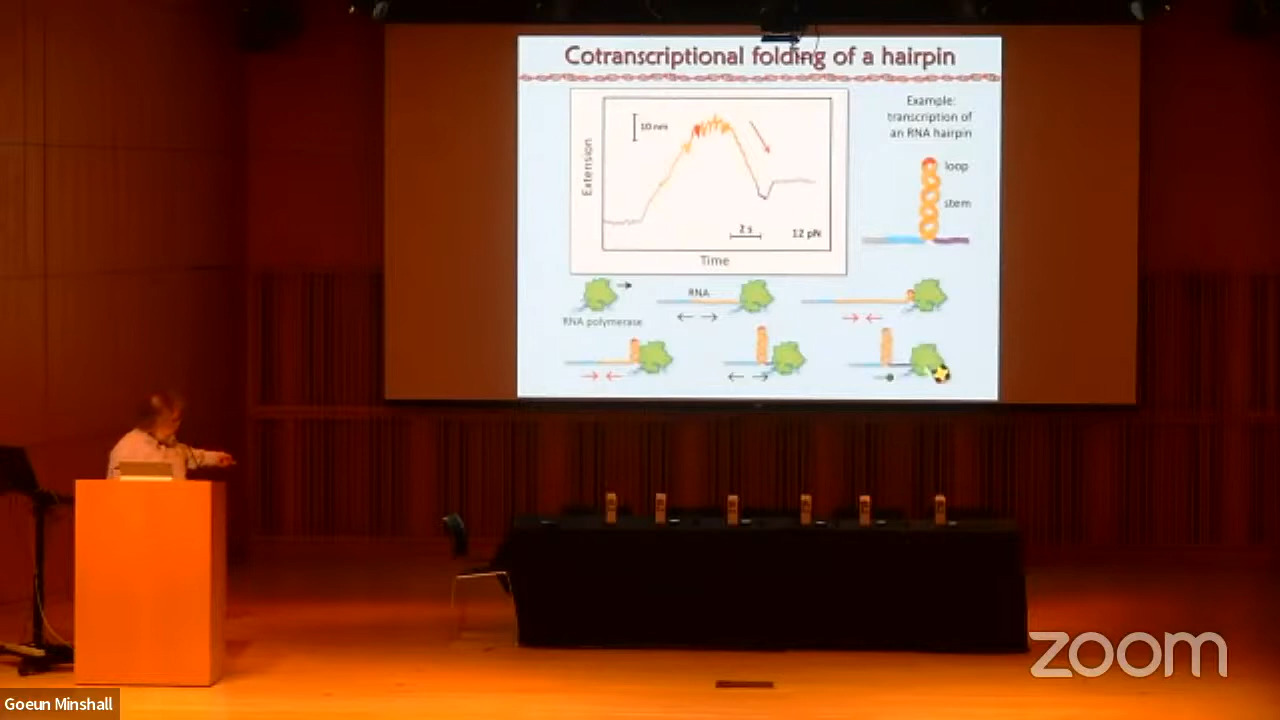 Cotranscriptional folding of a hairpin
10 nm
Extension
2 s
12 pN
Time
Example:
transcription of
an RNA hairpin
loop
stem
RNA
RNA polymerase
zoom
Goeun Minshall